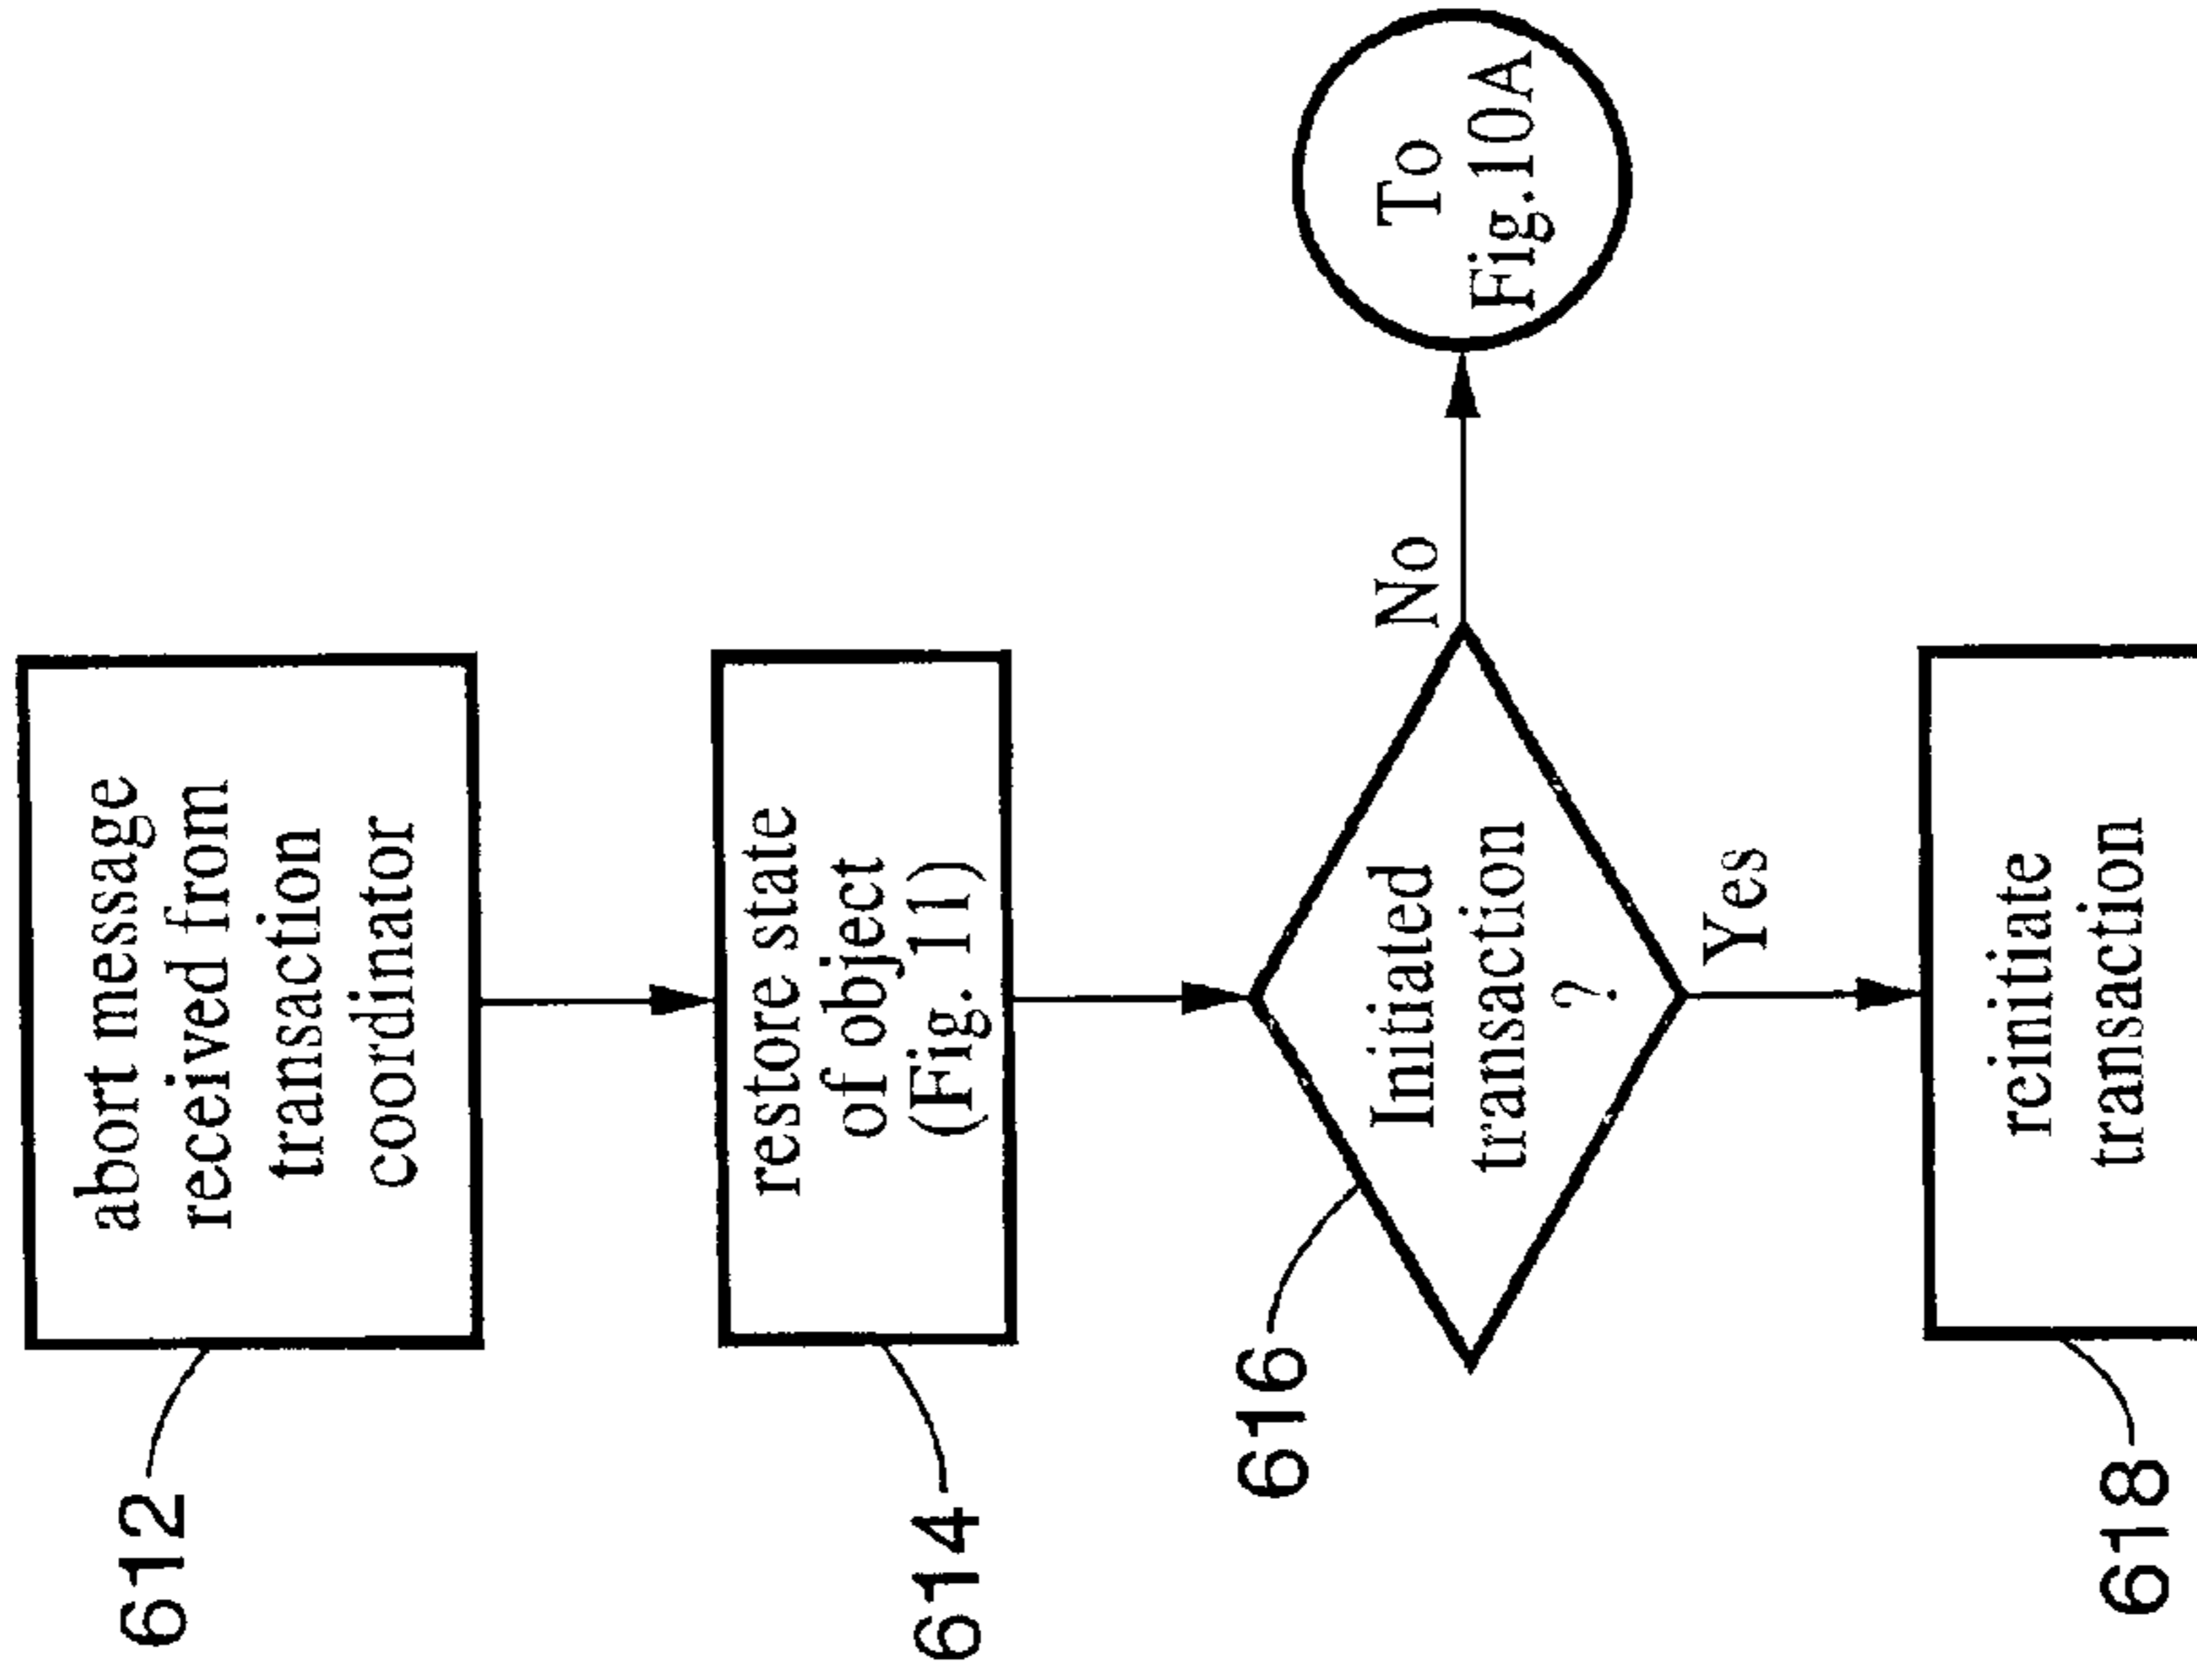 612
abort message
received from
transaction
coordinator
614
restore state
of object
(Fig. 11)
616
Initiated
transaction
?
No
To
Fig.10A
Yes
618
reinitiate
transaction